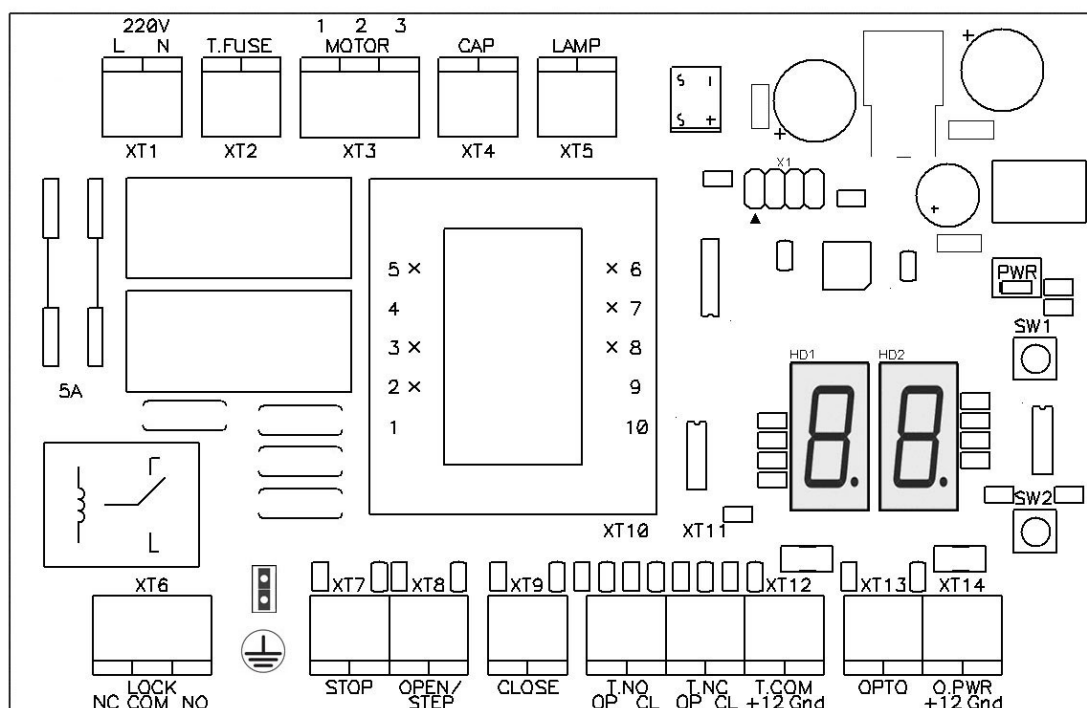 220V 1 2 3
L N T.FUSE MOTOR CAP LAMP
XT1 XT2 XT3 XT4 XT5
S -
S +
+
+
X1
+
5 × × 6
4 × 7
3 × × 8
2 × 9
1 10
PWR
SW1
HD1 HD2
5A
8. 8.
SW2
XT10 XT11
XT6 XT7 XT8 XT9 XT12 XT13 XT14
LOCK STOP OPEN/ CLOSE T.NO T.NC T.COM OPTO O.PWR
NC COM NO STEP OP CL OP CL +12 Gnd +12 Gnd